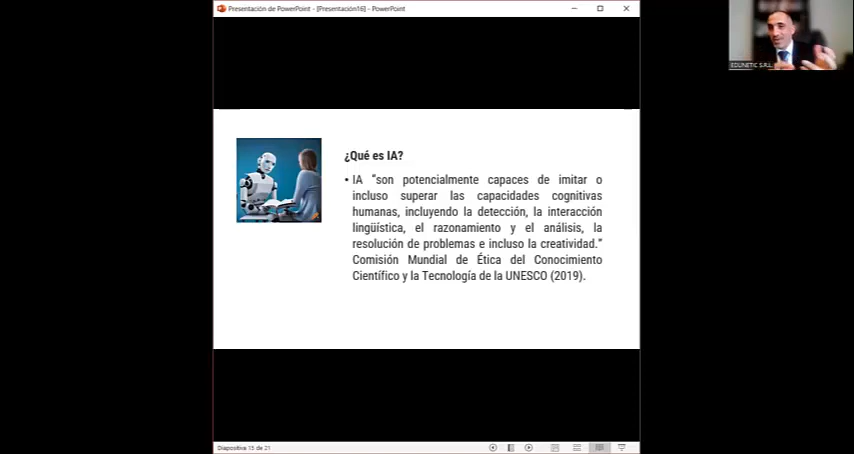 Presentación de PowerPoint - [Presentación16] - PowerPoint
EDUNETIC S.R.L.
¿Qué es IA?
• IA “son potencialmente capaces de imitar o
incluso superar las capacidades cognitivas
humanas, incluyendo la detección, la interacción
lingüística, el razonamiento y el análisis, la
resolución de problemas e incluso la creatividad.”
Comisión Mundial de Ética del Conocimiento
Científico y la Tecnología de la UNESCO (2019).
Diapositiva 15 de 21